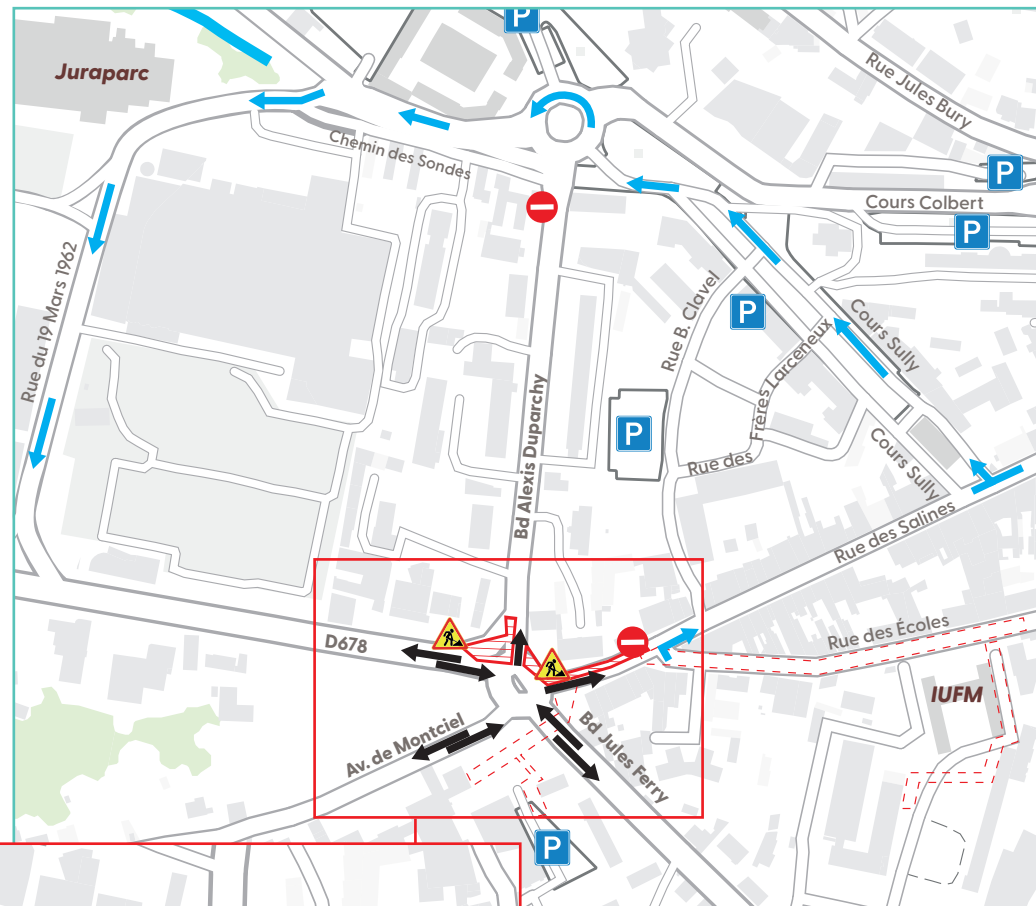 P
Juraparc
Rue Jules Bury
Chemin des Sondes
P
Cours Colbert
P
Rue du 19 Mars 1962
Rue B. Clavel
P
Cours Sully
Frères Larceneux
Bd Alexis Duparchy
P
Rue des
Cours Sully
Rue des Salines
D678
Rue des Écoles
IUFM
Av. de Montciel
Bd Jules Ferry
P